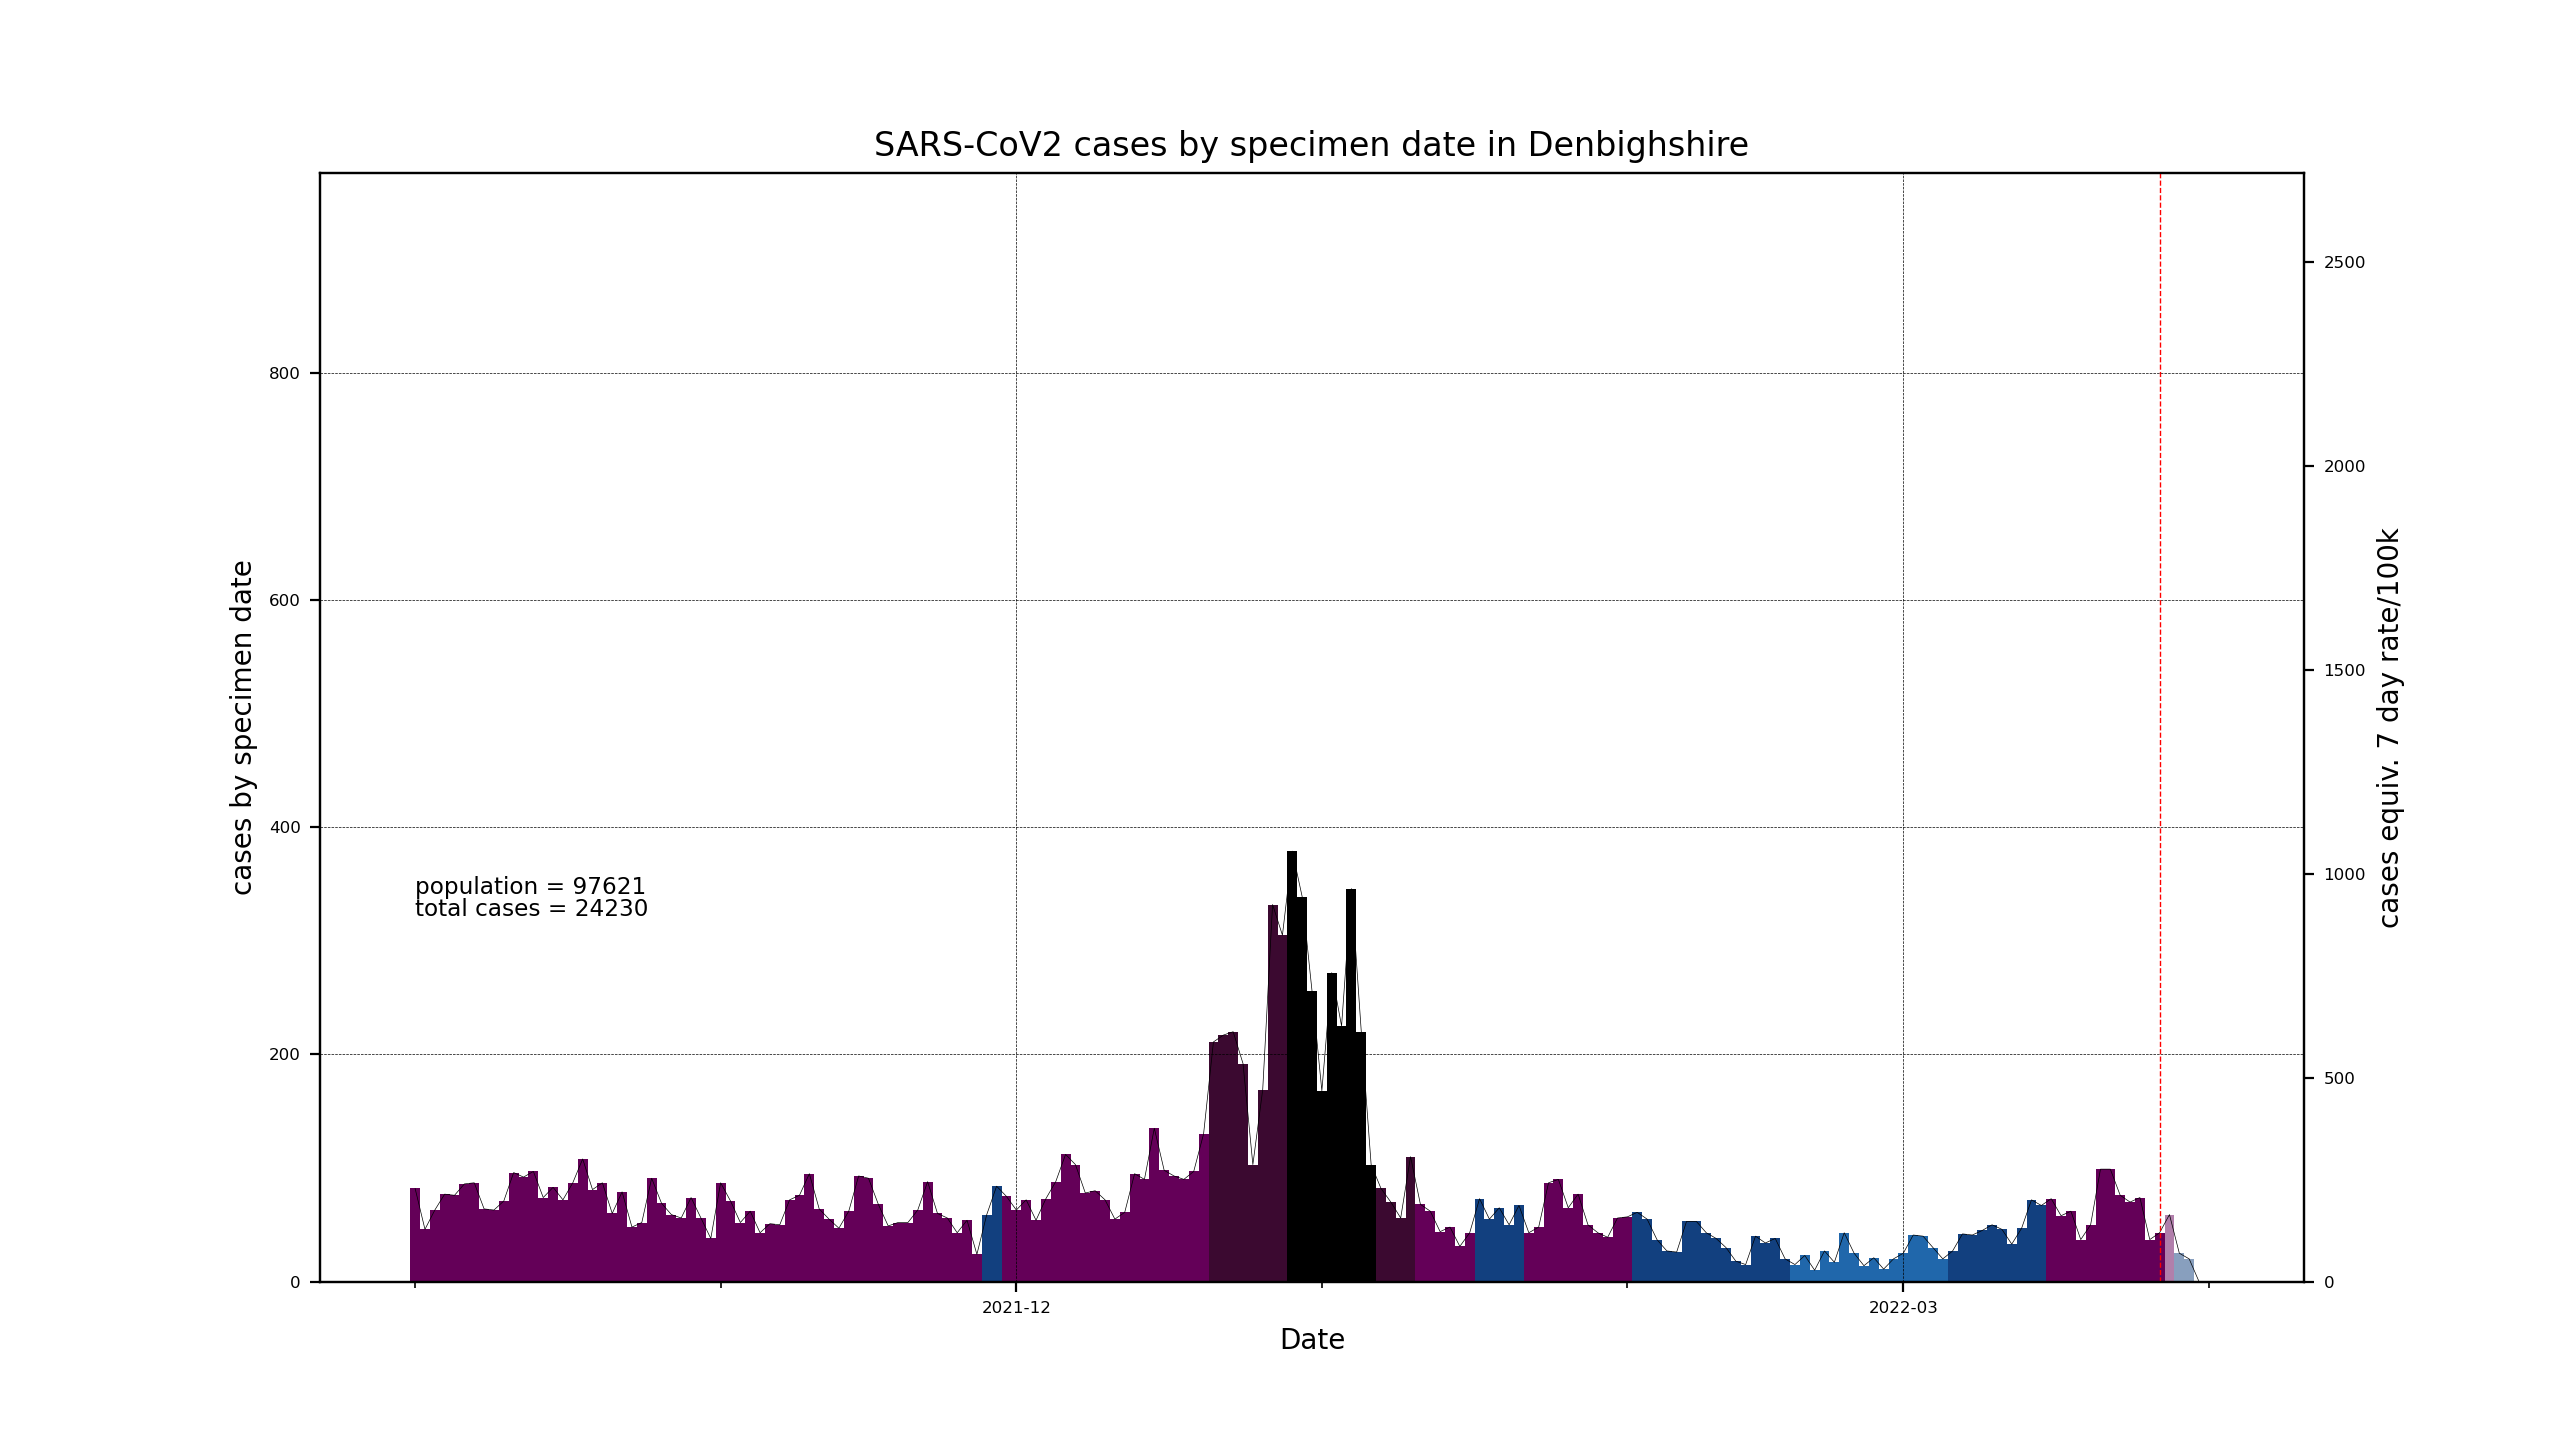 SARS-CoV2 cases by specimen date in Denbighshire
cases by specimen date
800
600
400
200
0
population = 97621
total cases = 24230
2500
2000
1500
1000
500
0
cases equiv. 7 day rate/100k
2021-12
2022-03
Date